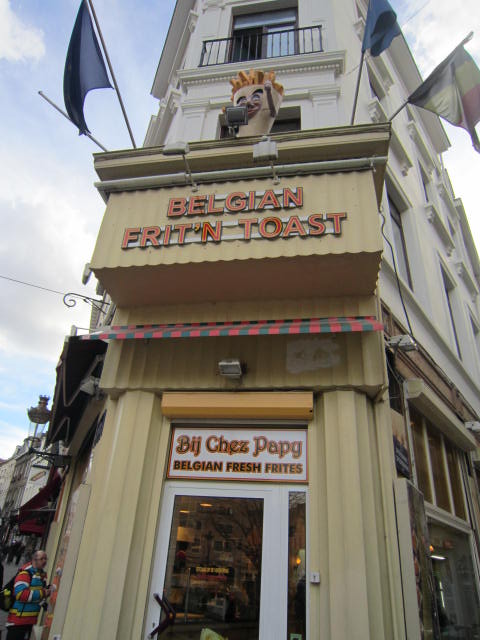 BELGIAN
FRIT'N TOAST
Bij Chez Papy
BELGIAN FRESH FRITES